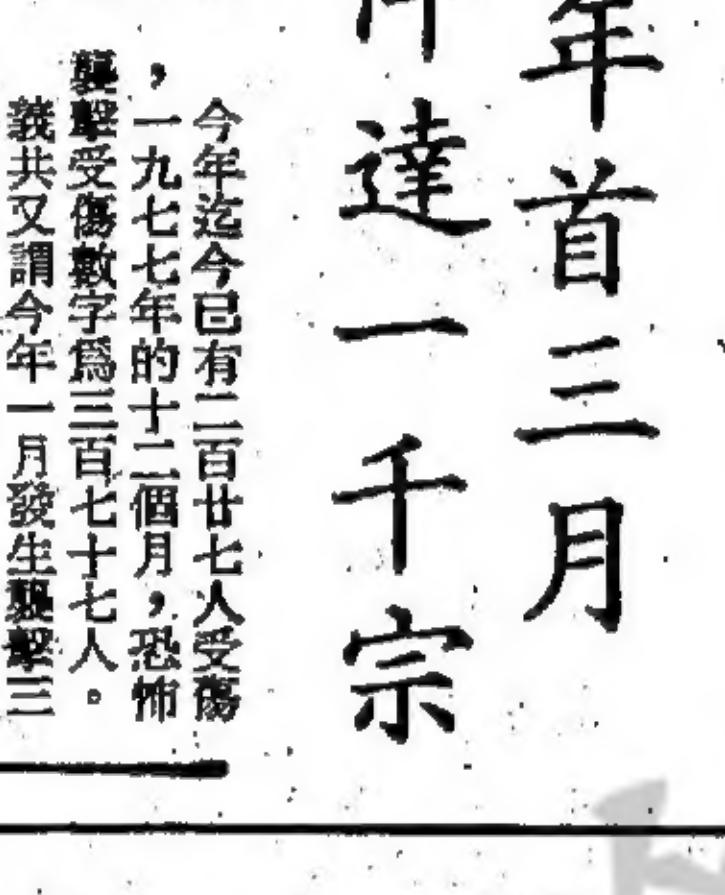 年首三月
達一千宗
今年迄今已有二百廿七人受傷
，一九七七年的十二個月，恐怖
襲擊受傷數字爲三百七十七人。
義共又謂今年一月發生襲擊三